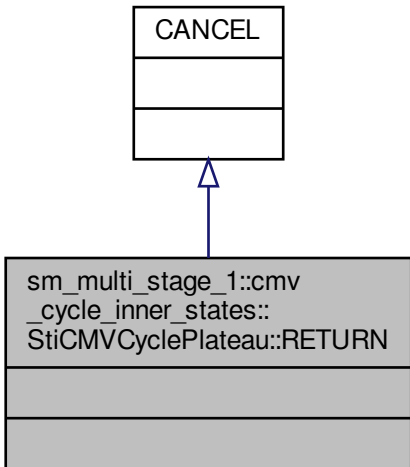 CANCEL
sm_multi_stage_1::cmv
_cycle_inner_states::
StiCMVCyclePlateau::RETURN